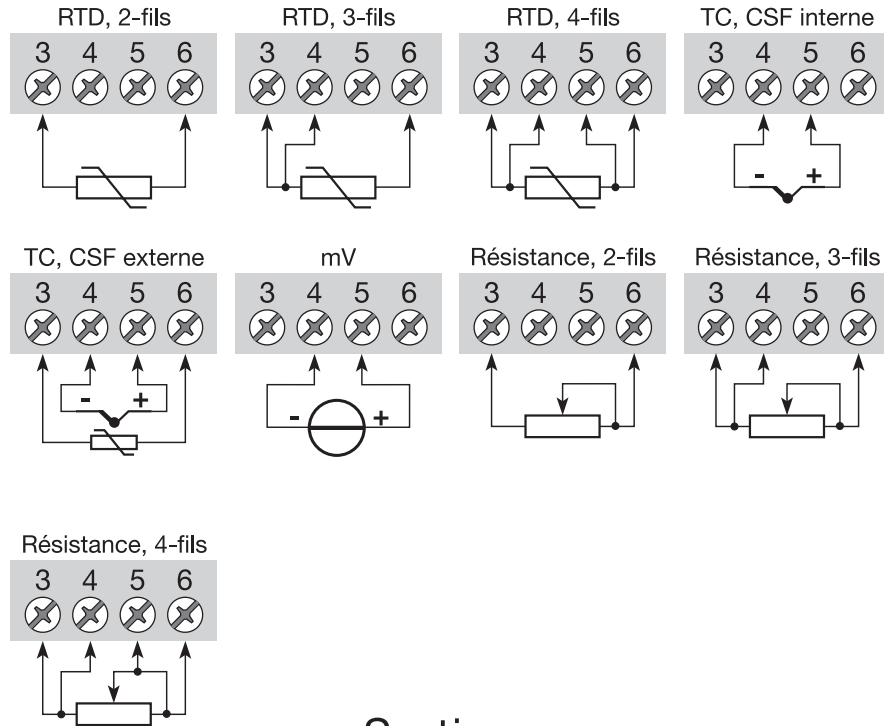 RTD, 2-fils RTD, 3-fils RTD, 4-fils TC, CSF interne
3 4 5 6 3 4 5 6 3 4 5 6 3 4 5 6
- +
TC, CSF externe mV Résistance, 2-fils Résistance, 3-fils
3 4 5 6 3 4 5 6 3 4 5 6 3 4 5 6
- + - +
Résistance, 4-fils
3 4 5 6